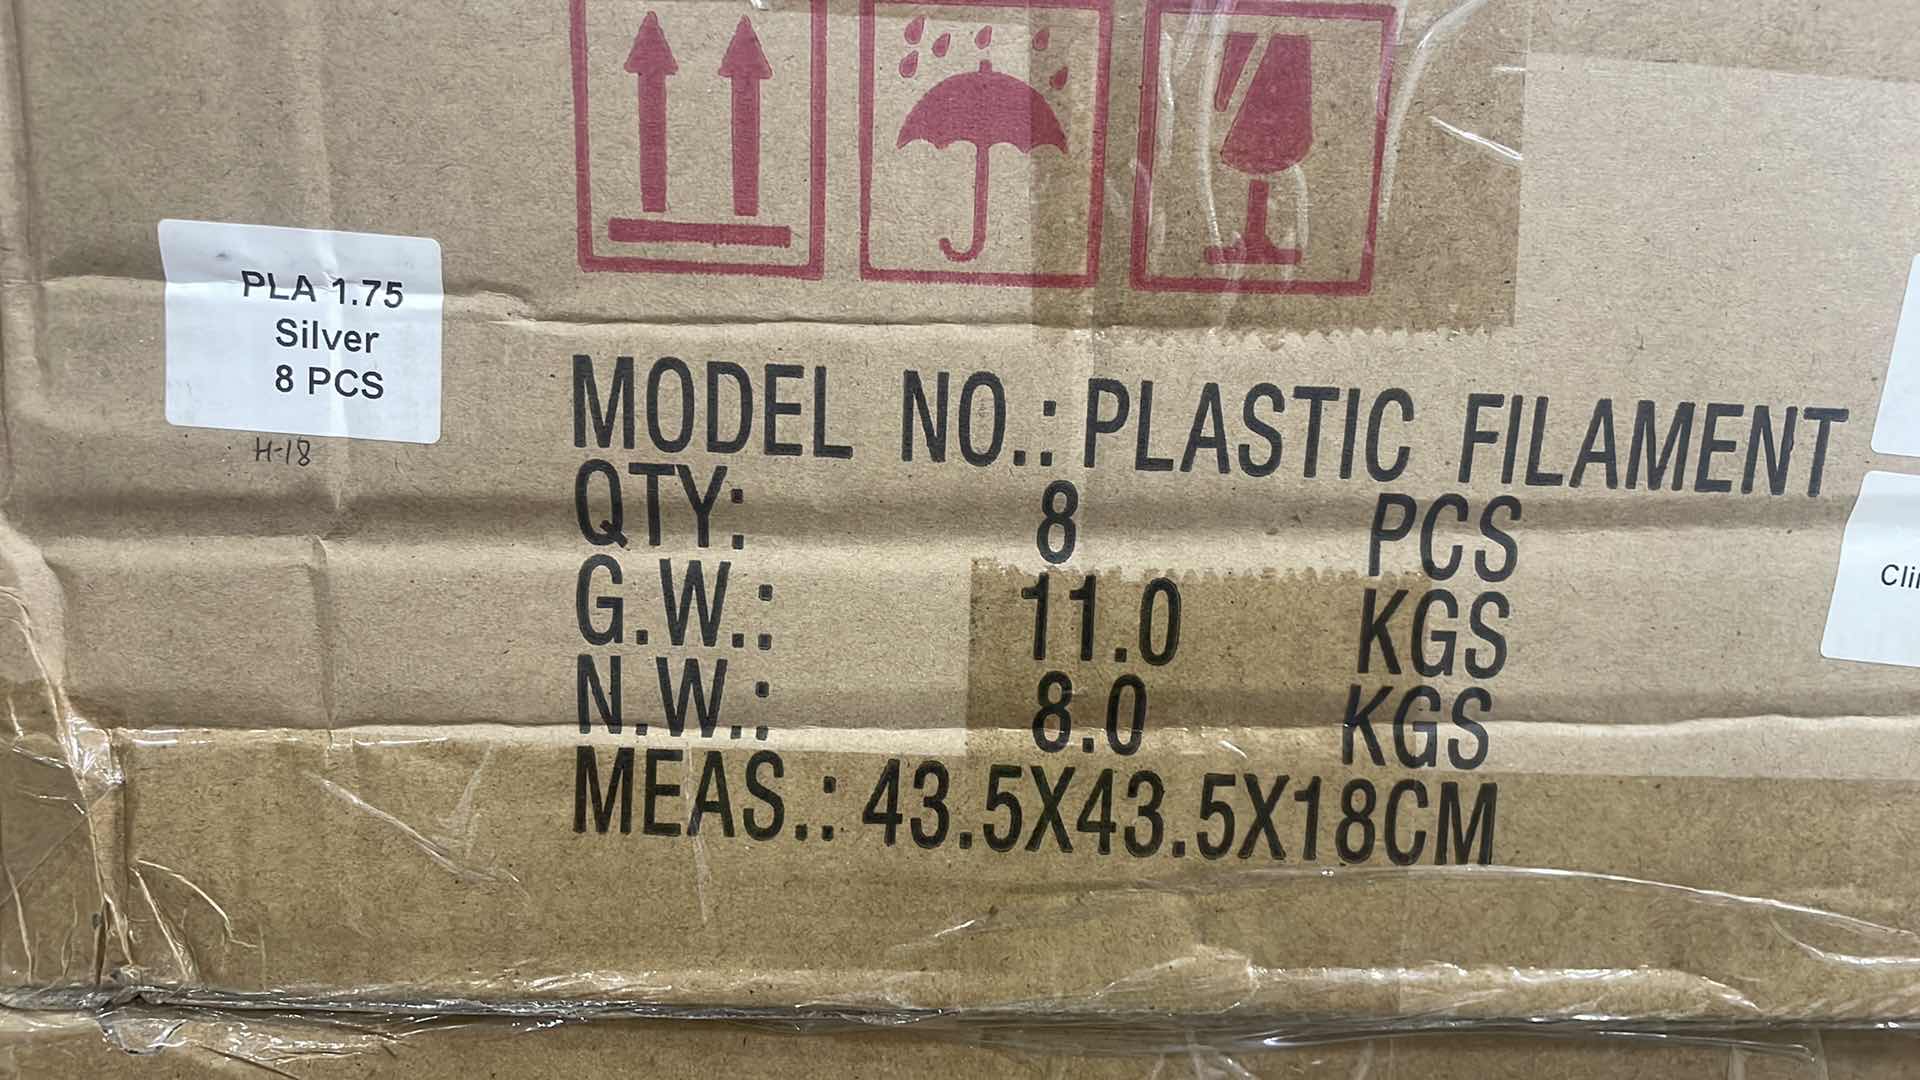 PLA 1.75
Silver
8 PCS
H-18
MODEL NO.: PLASTIC FILAMENT
QTY: 8 PCS
G.W.: 11.0 KGS
N.W.: 8.0 KGS
MEAS.: 43.5X43.5X18CM